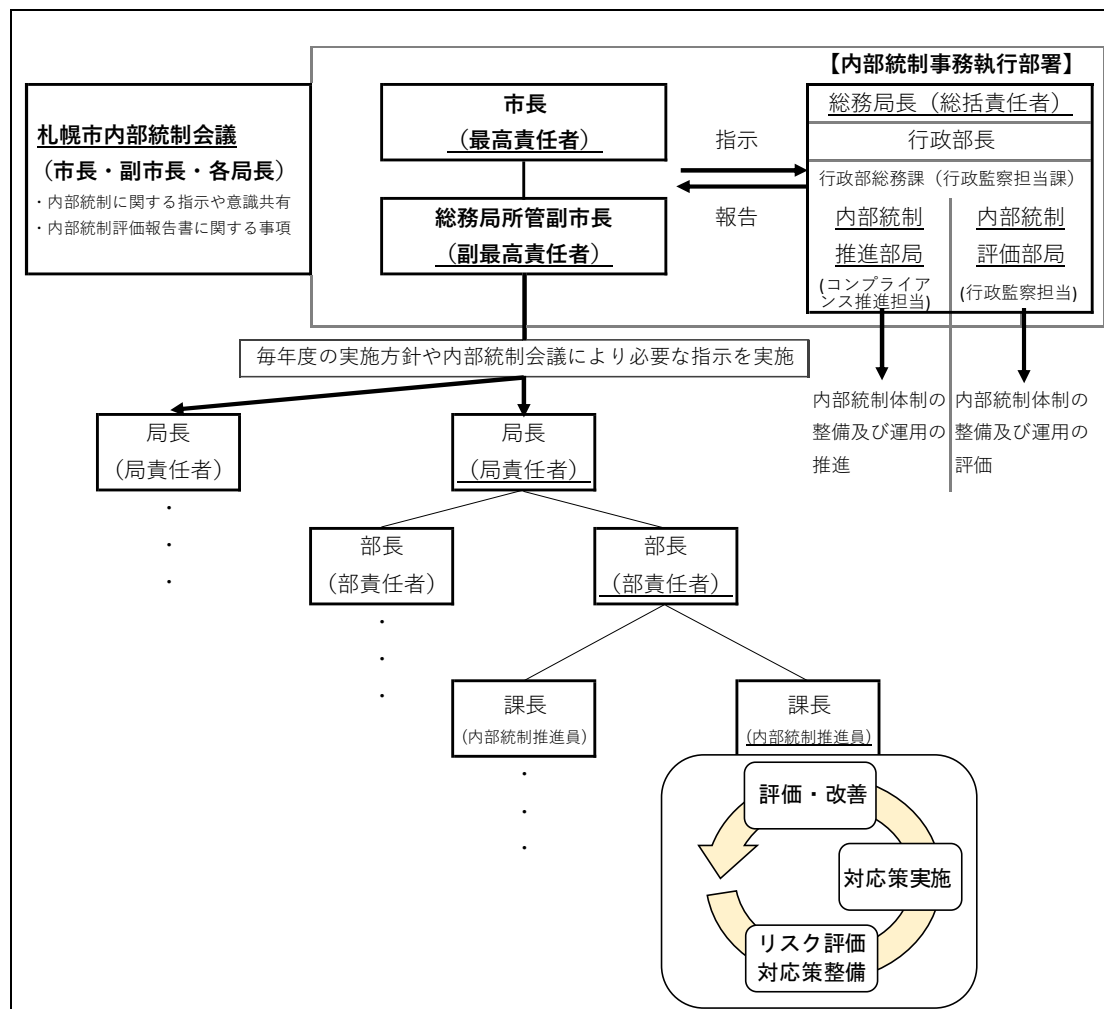 【内部統制事務執行部署】
札幌市内部統制会議
（市長・副市長・各局長）
・内部統制に関する指示や意識共有
・内部統制評価報告書に関する事項
市長
（最高責任者）
総務局所管副市長
（副最高責任者）
指示
報告
総務局長（総括責任者）
行政部長
行政部総務課（行政監察担当課）
内部統制
推進部局
(コンプライア
ンス推進担当)
内部統制
評価部局
(行政監察担当)
内部統制体制の
整備及び運用の
推進
内部統制体制の
整備及び運用の
評価
毎年度の実施方針や内部統制会議により必要な指示を実施
局長
（局責任者）
・
・
・
局長
（局責任者）
部長
（部責任者）
・
・
・
部長
（部責任者）
課長
(内部統制推進員)
・
・
・
課長
(内部統制推進員)
評価・改善
対応策実施
リスク評価
対応策整備